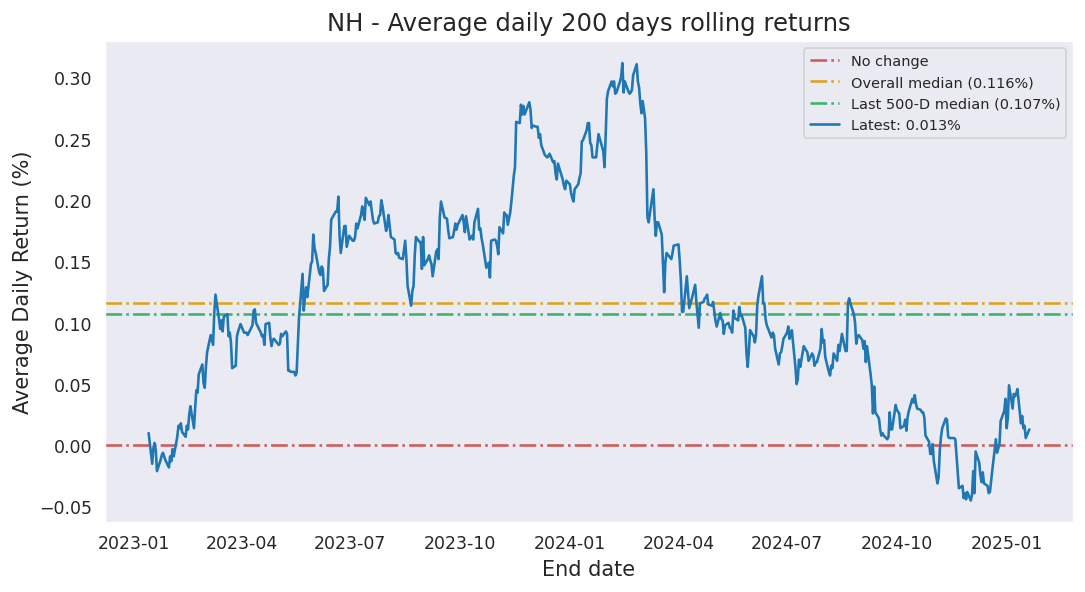 NH - Average daily 200 days rolling returns
No change
Overall median (0.116%)
Last 500-D median (0.107%)
Latest: 0.013%
Average Daily Return (%)
0.30
0.25
0.20
0.15
0.10
0.05
0.00
−0.05
2023-01 2023-04 2023-07 2023-10 2024-01 2024-04 2024-07 2024-10 2025-01
End date